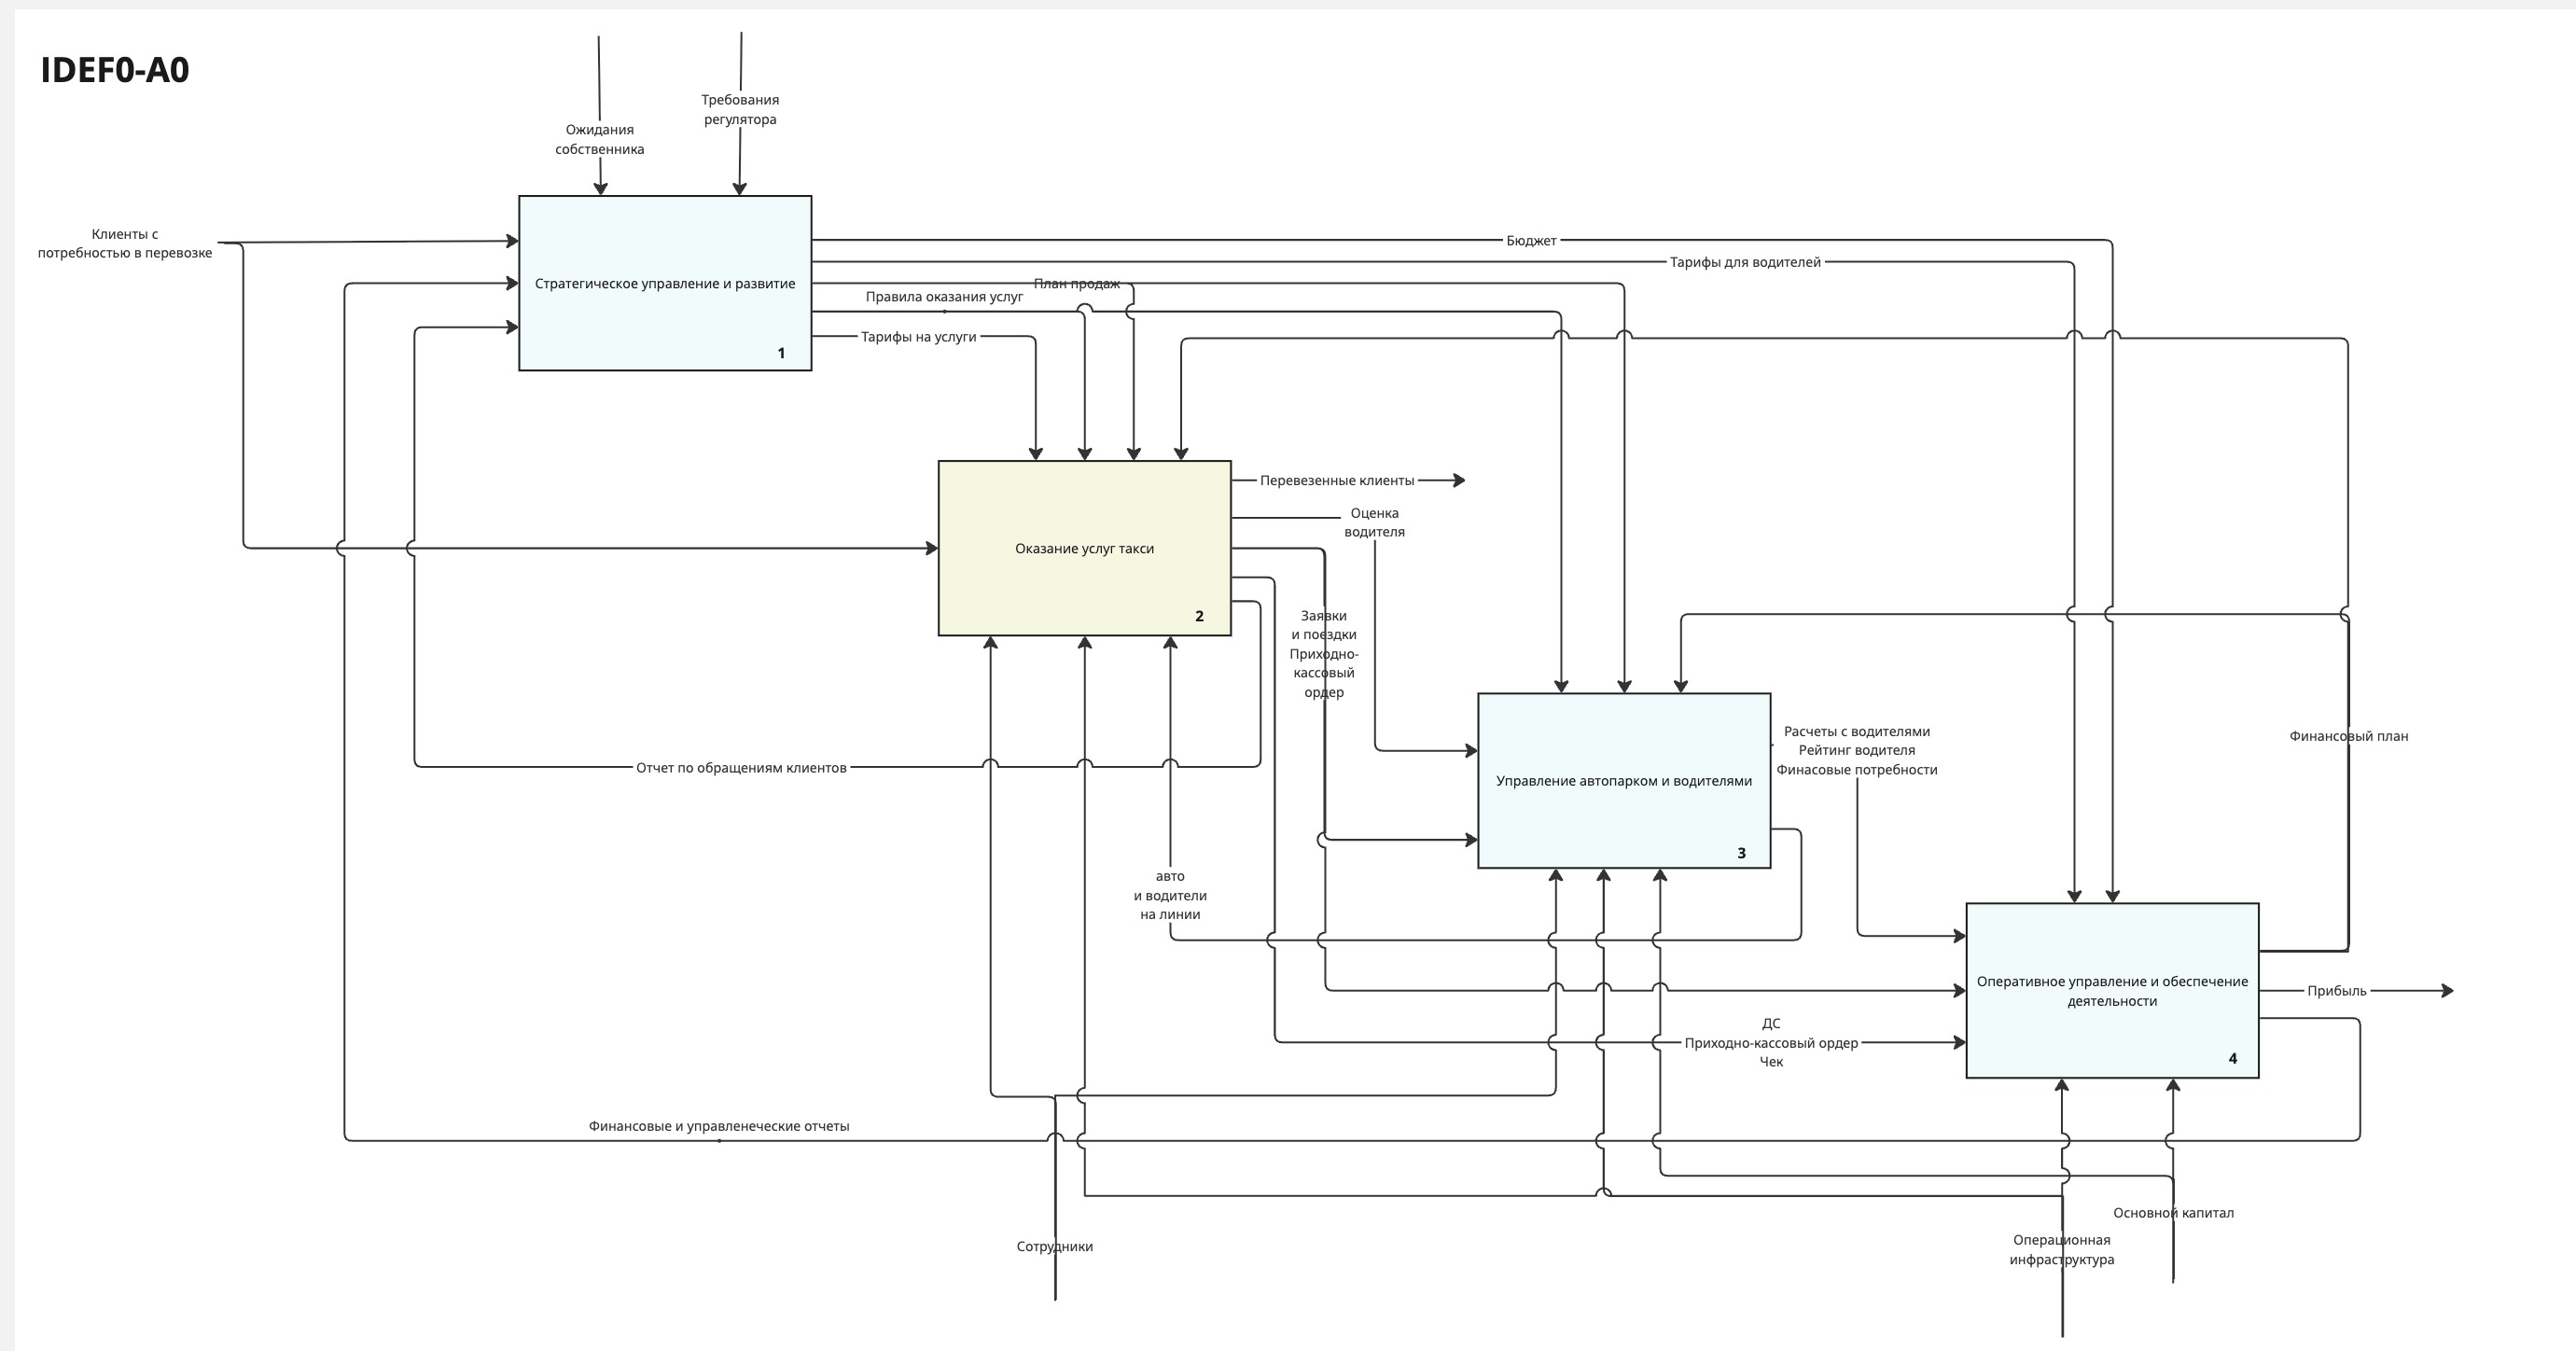 IDEF0-A0
Ожидания
собственника
Требования
регулятора
Клиенты с
потребностью в перевозке
Стратегическое управление и развитие
1
Бюджет
Тарифы для водителей
План продаж
Правила оказания услуг
Тарифы на услуги
Оказание услуг такси
2
Перевезенные клиенты
Оценка
водителя
Заявки
и поездки
Приходно-
кассовый
ордер
Отчет по обращениям клиентов
авто
и водители
на линии
Управление автопарком и водителями
3
Расчеты с водителями
Рейтинг водителя
Финасовые потребности
Финансовый план
Оперативное управление и обеспечение
деятельности
4
Прибыль
ДС
Приходно-кассовый ордер
Чек
Финансовые и управленеческие отчеты
Сотрудники
Основной капитал
Операционная
инфраструктура